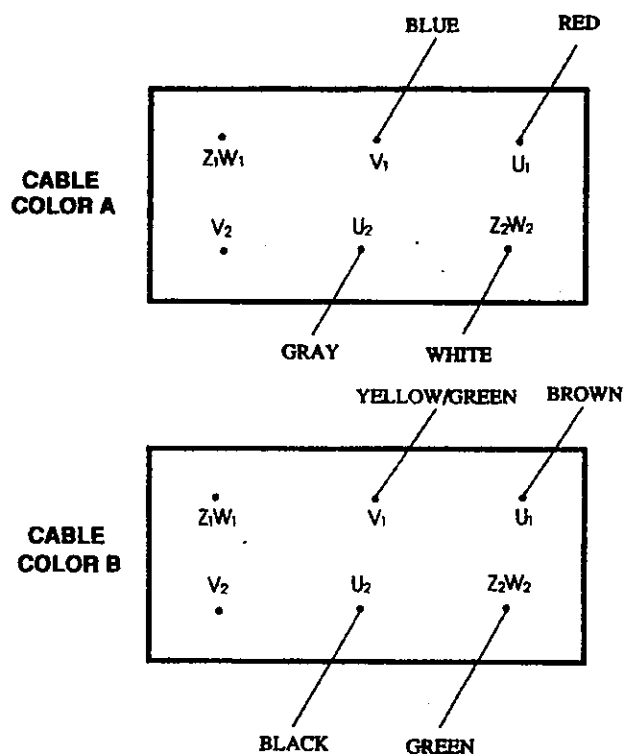 BLUE RED
Z₁W₁ V₁ U₁
CABLE
COLOR A
V₂ U₂ Z₂W₂
GRAY WHITE
YELLOW/GREEN BROWN
Z₁W₁ V₁ U₁
CABLE
COLOR B
V₂ U₂ Z₂W₂
BLACK GREEN